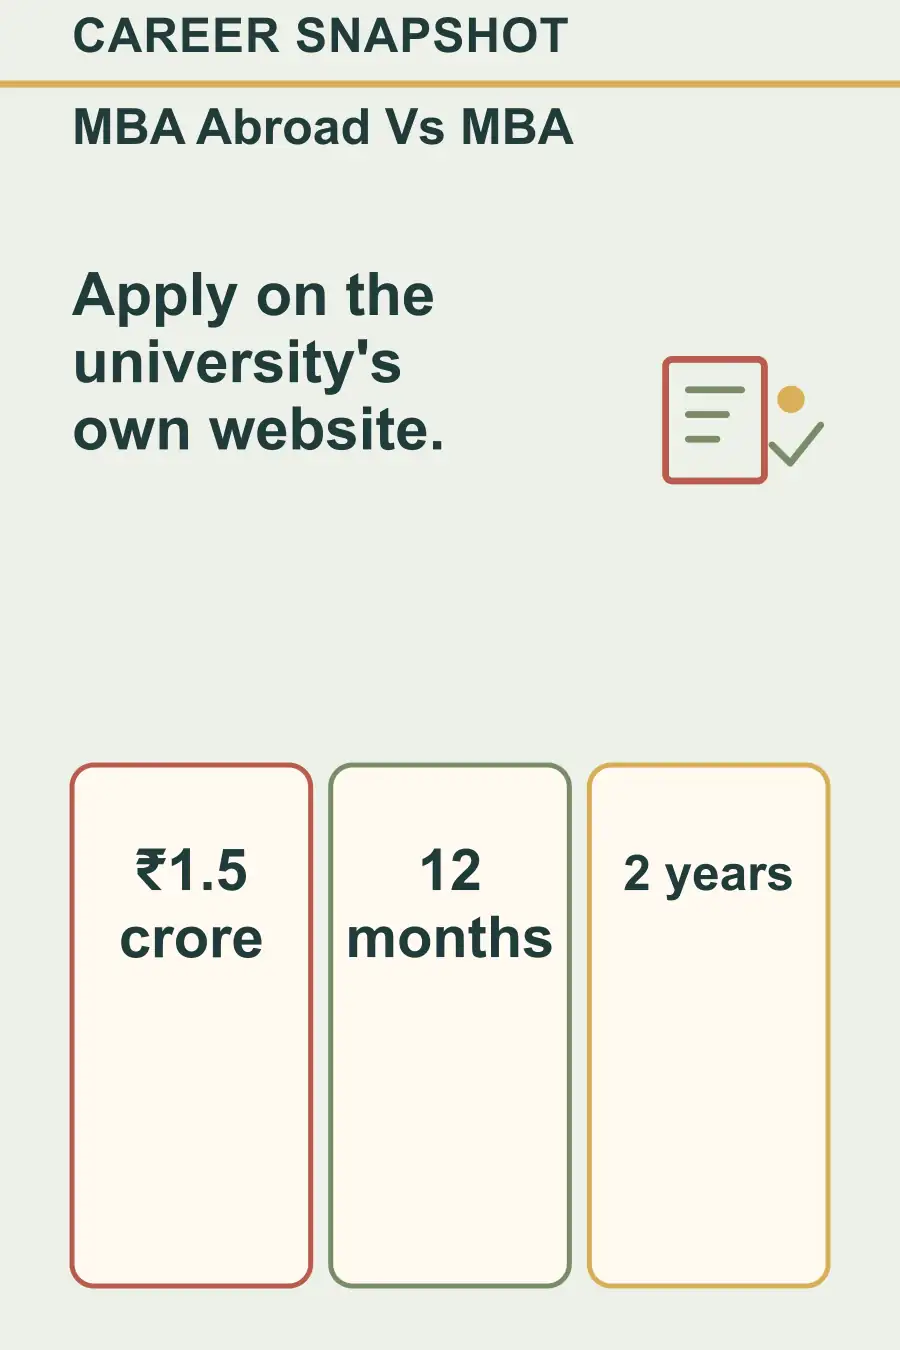 CAREER SNAPSHOT
MBA Abroad Vs MBA
Apply on the
university's
own website.
₹1.5
crore
12
months
2 years